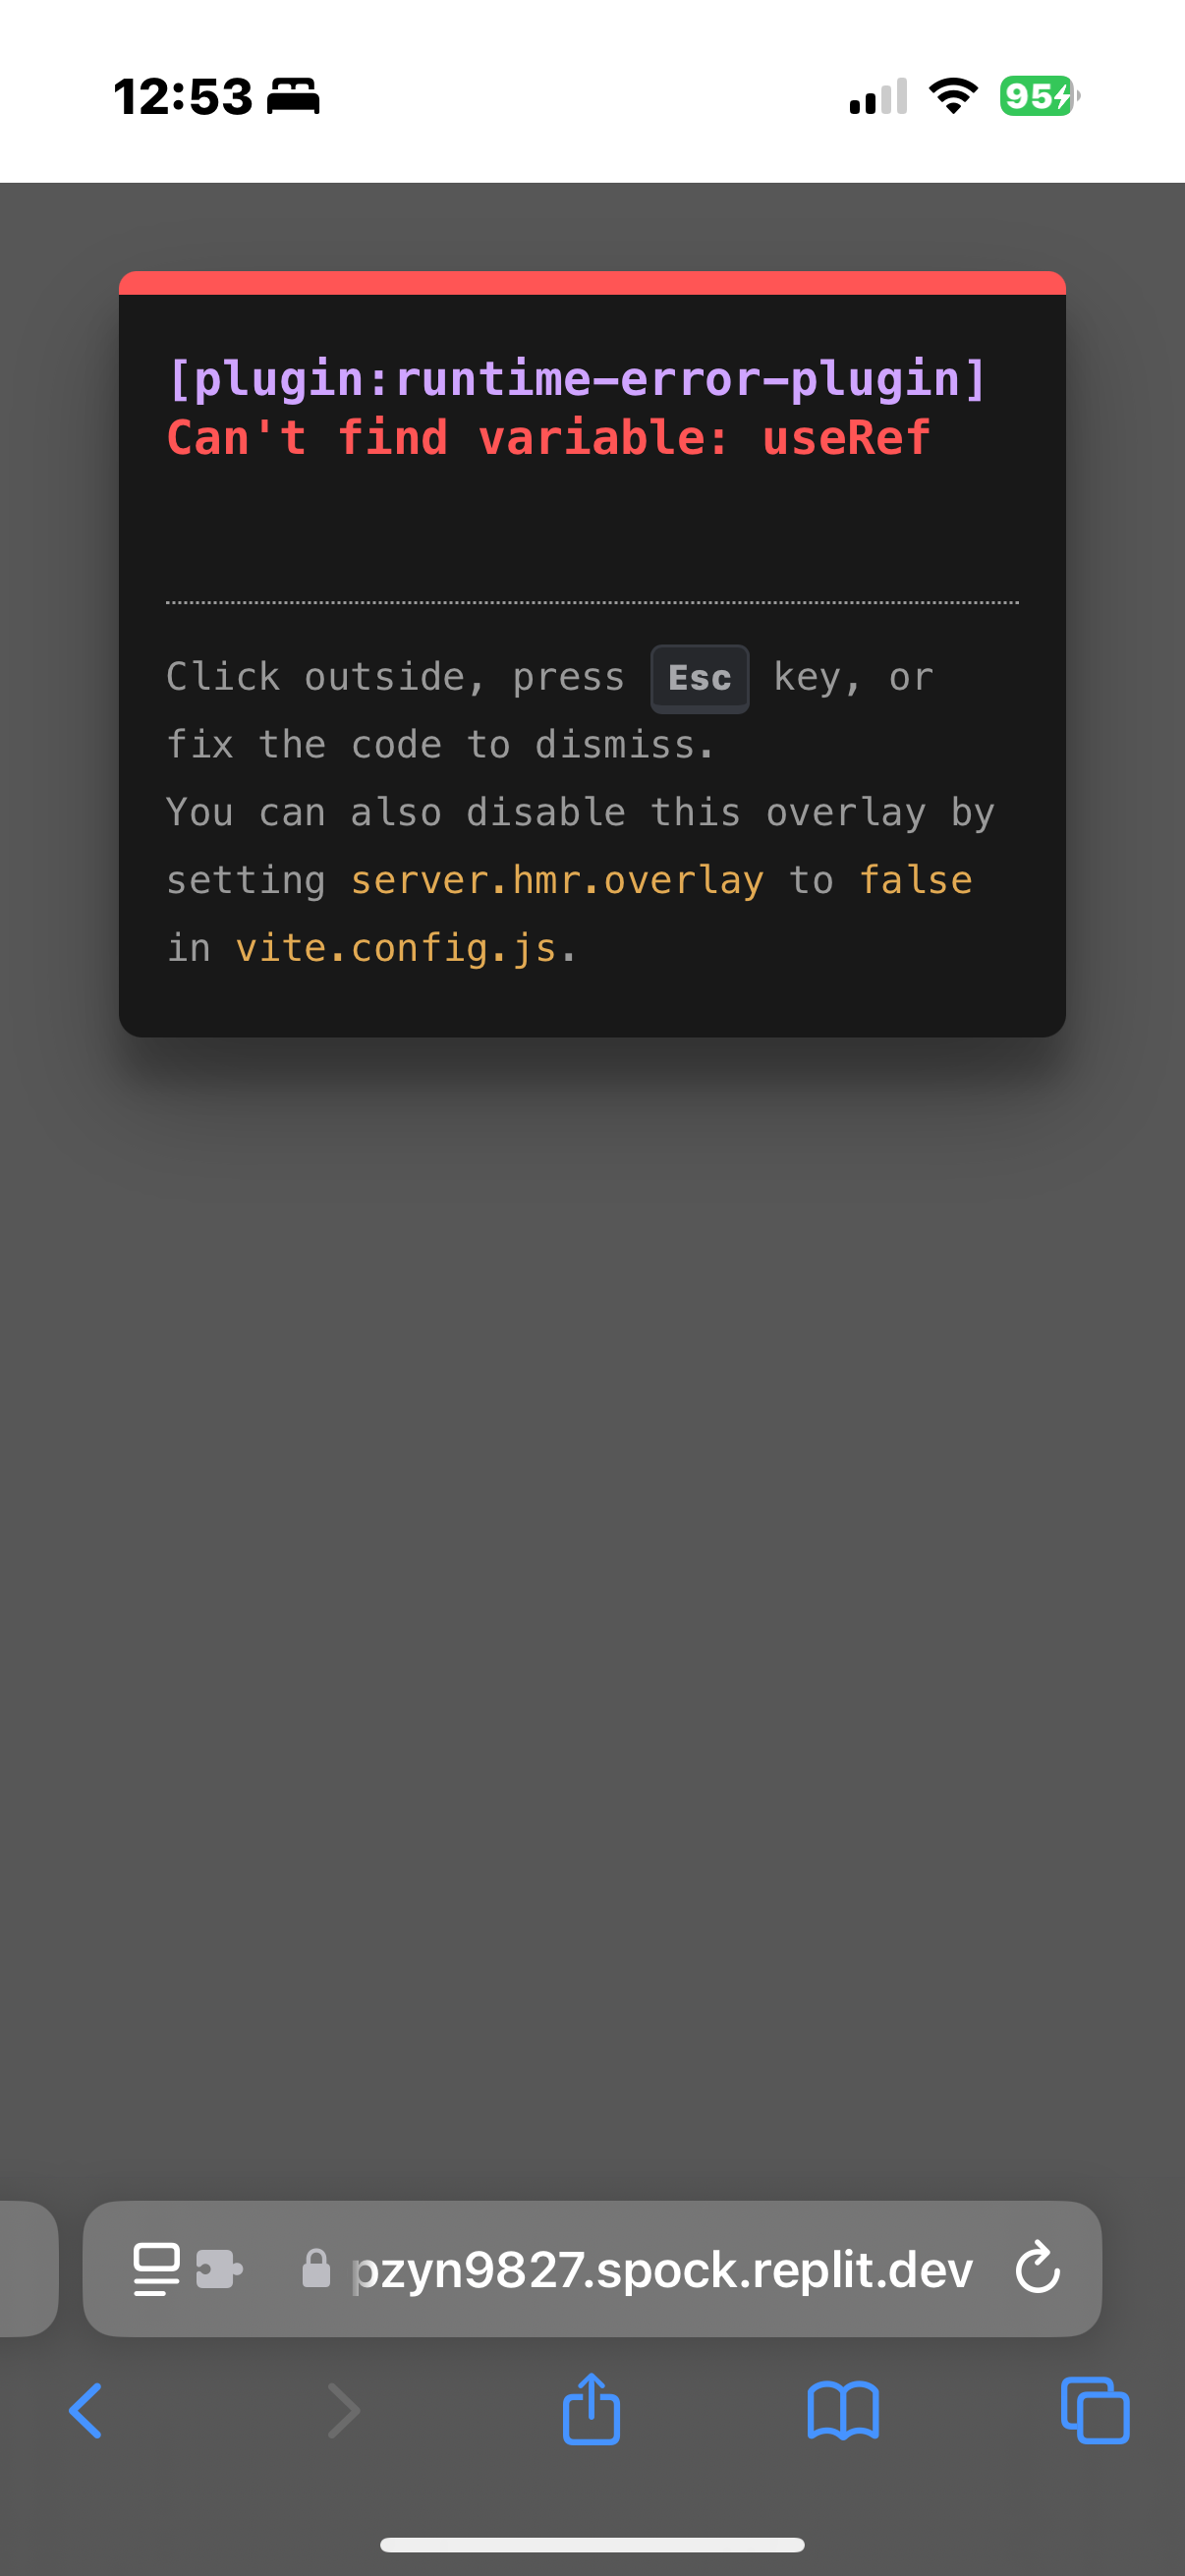 12:53
95
[plugin:runtime-error-plugin]
Can't find variable: useRef
Click outside, press Esc key, or
fix the code to dismiss.
You can also disable this overlay by
setting server.hmr.overlay to false
in vite.config.js.
pzyn9827.spock.replit.dev